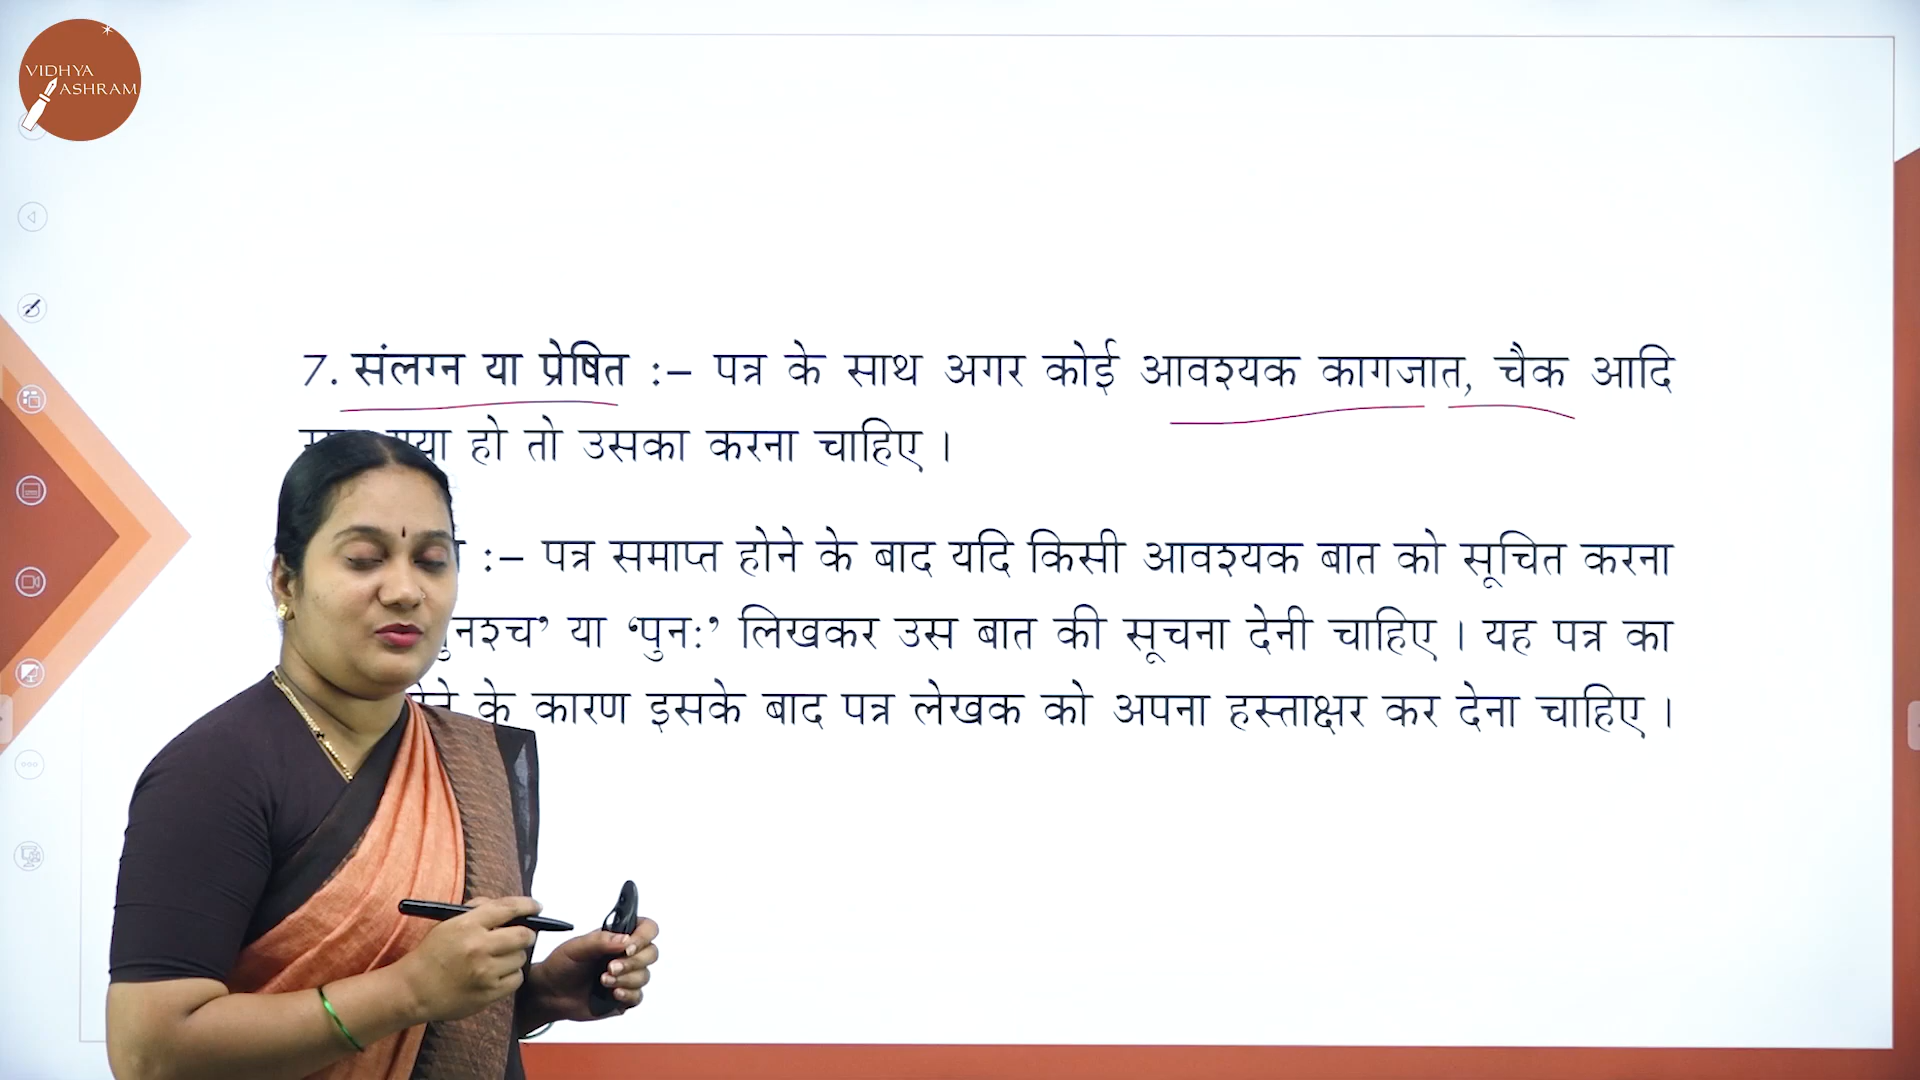 VIDHYA
ASHRAM
7. संलग्न या प्रेषित :– पत्र के साथ अगर कोई आवश्यक कागजात, चैक आदि
हो तो उसका करना चाहिए ।
:– पत्र समाप्त होने के बाद यदि किसी आवश्यक बात को सूचित करना
या ‘पुनः’ लिखकर उस बात की सूचना देनी चाहिए । यह पत्र का
के कारण इसके बाद पत्र लेखक को अपना हस्ताक्षर कर देना चाहिए ।